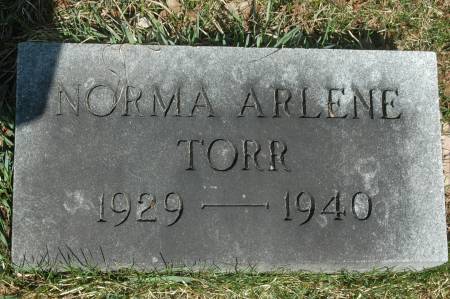 NORMA ARLENE
TORR
1929 — 1940